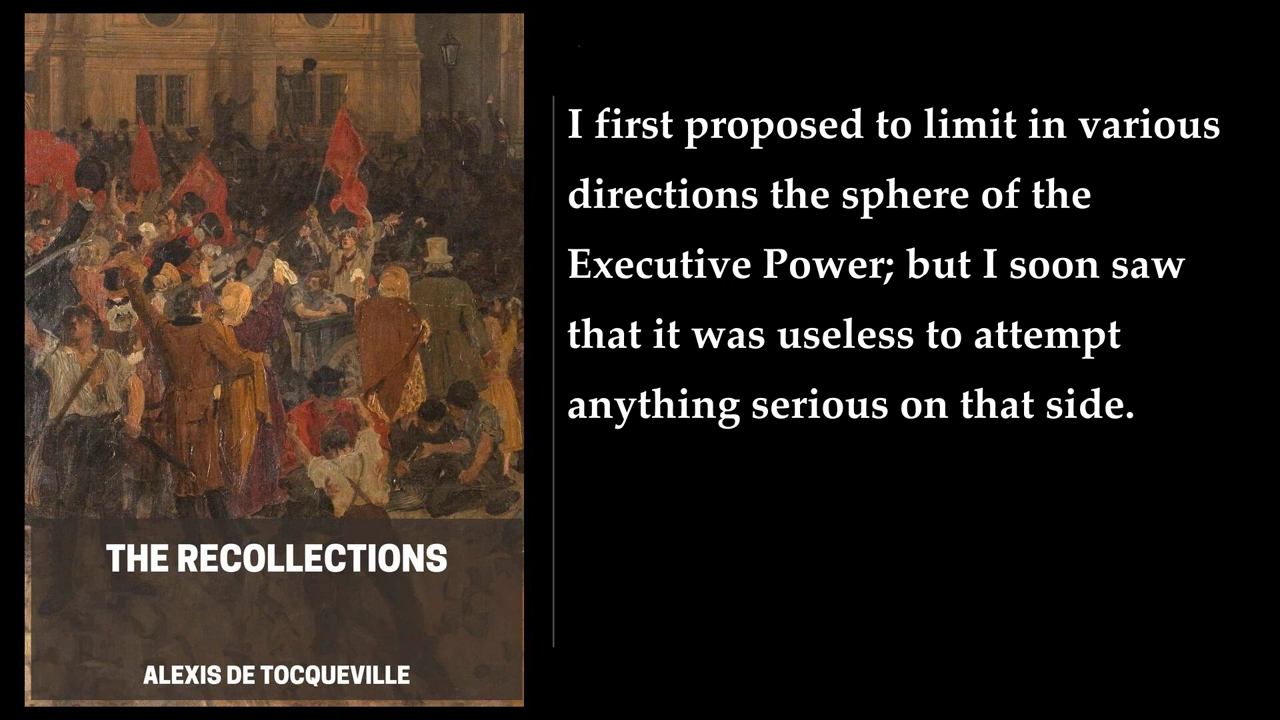 THE RECOLLECTIONS
ALEXIS DE TOCQUEVILLE
I first proposed to limit in various
directions the sphere of the
Executive Power; but I soon saw
that it was useless to attempt
anything serious on that side.